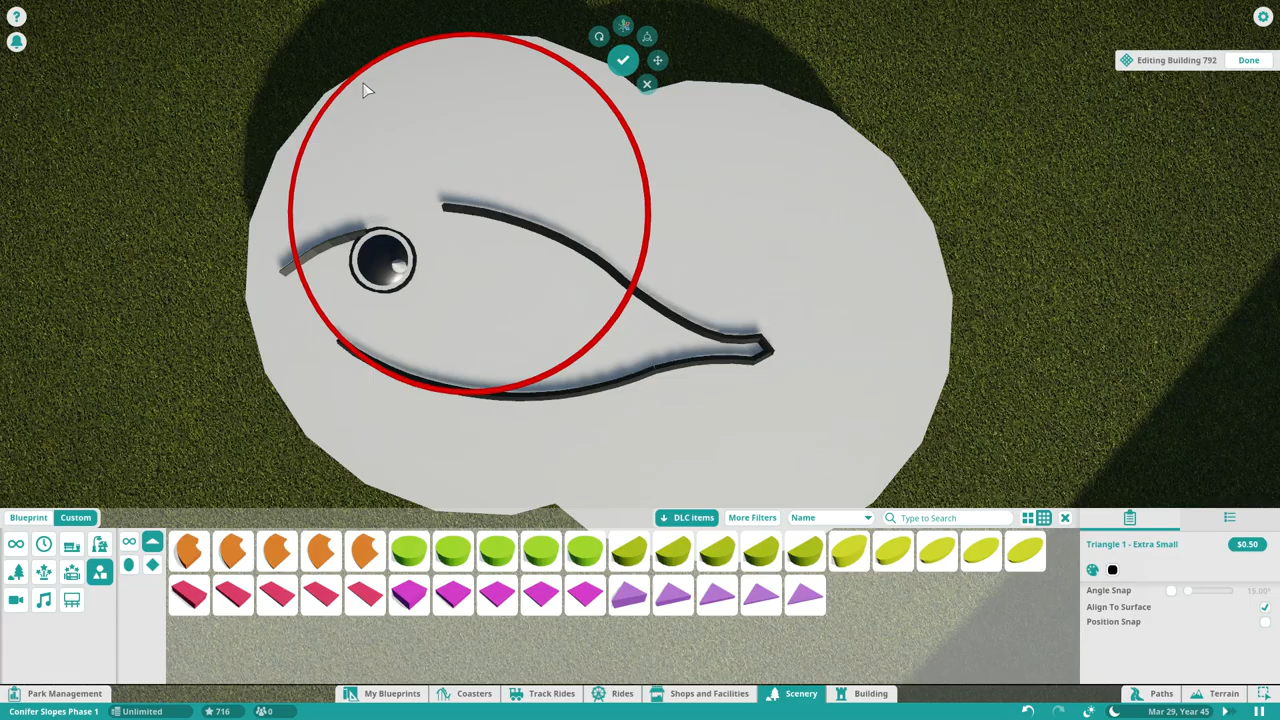 ?
Editing Building 792 Done
Blueprint Custom
DLC items More Filters Name Type to Search
Triangle 1 - Extra Small $0.50
Angle Snap 15.00°
Align To Surface
Position Snap
Park Management My Blueprints Coasters Track Rides Rides Shops and Facilities Scenery Building Paths Terrain
Conifer Slopes Phase 1 Unlimited 716 0 Mar 29, Year 45